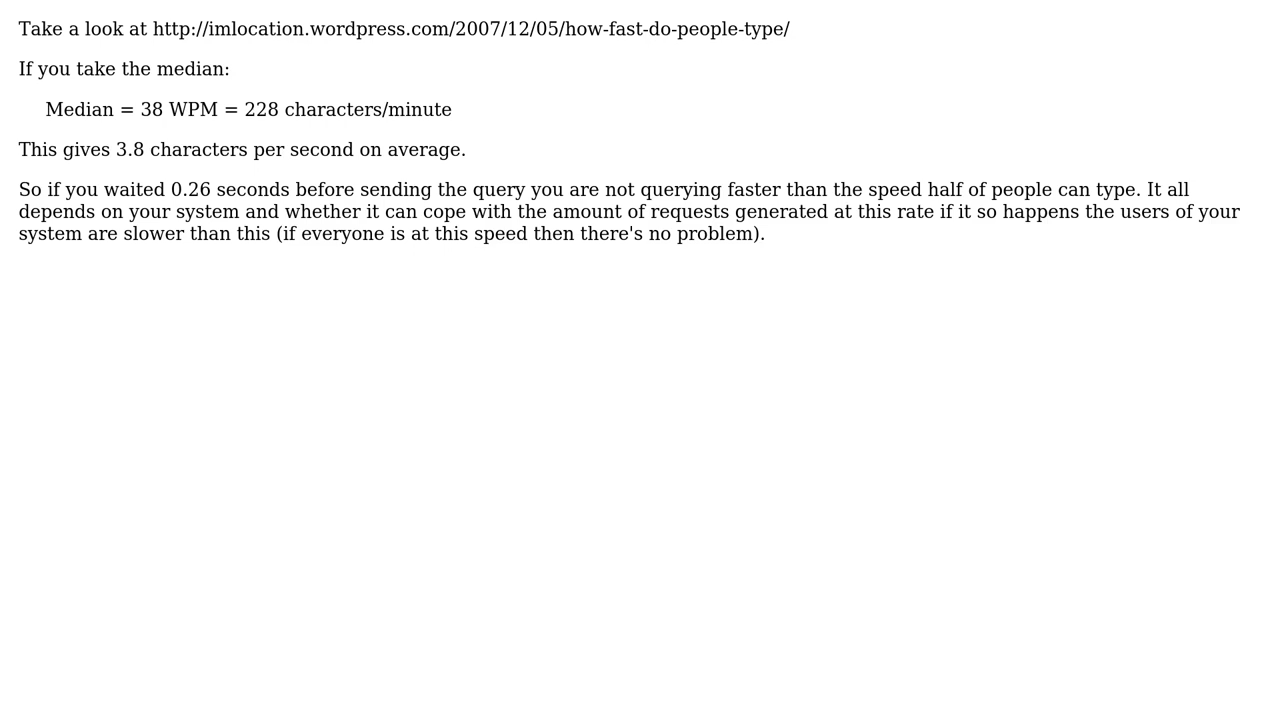 Take a look at http://imlocation.wordpress.com/2007/12/05/how-fast-do-people-type/
If you take the median:
Median = 38 WPM = 228 characters/minute
This gives 3.8 characters per second on average.
So if you waited 0.26 seconds before sending the query you are not querying faster than the speed half of people can type. It all
depends on your system and whether it can cope with the amount of requests generated at this rate if it so happens the users of your
system are slower than this (if everyone is at this speed then there's no problem).